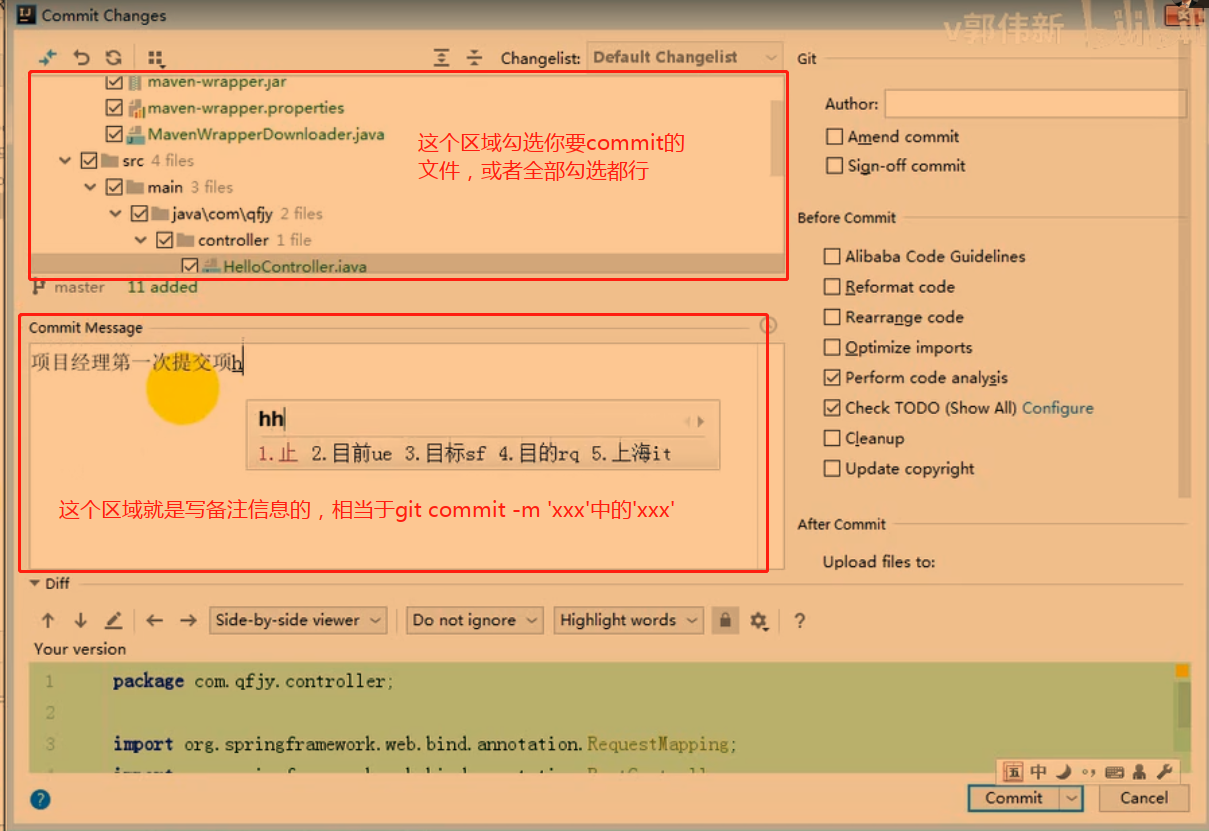 Commit Changes
v郭伟新
Changelist: Default Changelist
Git
maven-wrapper.jar
maven-wrapper.properties
Author:
MavenWrapperDownloader.java
Amend commit
src 4 files
Sign-off commit
main 3 files
java\com\qfjy 2 files
controller 1 file
HelloController.java
这个区域勾选你要commit的
文件，或者全部勾选都行
master 11 added
Before Commit
Alibaba Code Guidelines
Reformat code
Rearrange code
Optimize imports
Perform code analysis
Check TODO (Show All) Configure
Cleanup
Update copyright
Commit Message
项目经理第一次提交项h
hh
1.止 2.目前ue 3.目标sf 4.目的rq 5.上海it
这个区域就是写备注信息的，相当于git commit -m 'xxx'中的'xxx'
After Commit
Upload files to:
Diff
Side-by-side viewer
Do not ignore
Highlight words
?
Your version
1 package com.qfjy.controller;
2
3 import org.springframework.web.bind.annotation.RequestMapping;
五 中
?
Commit
Cancel